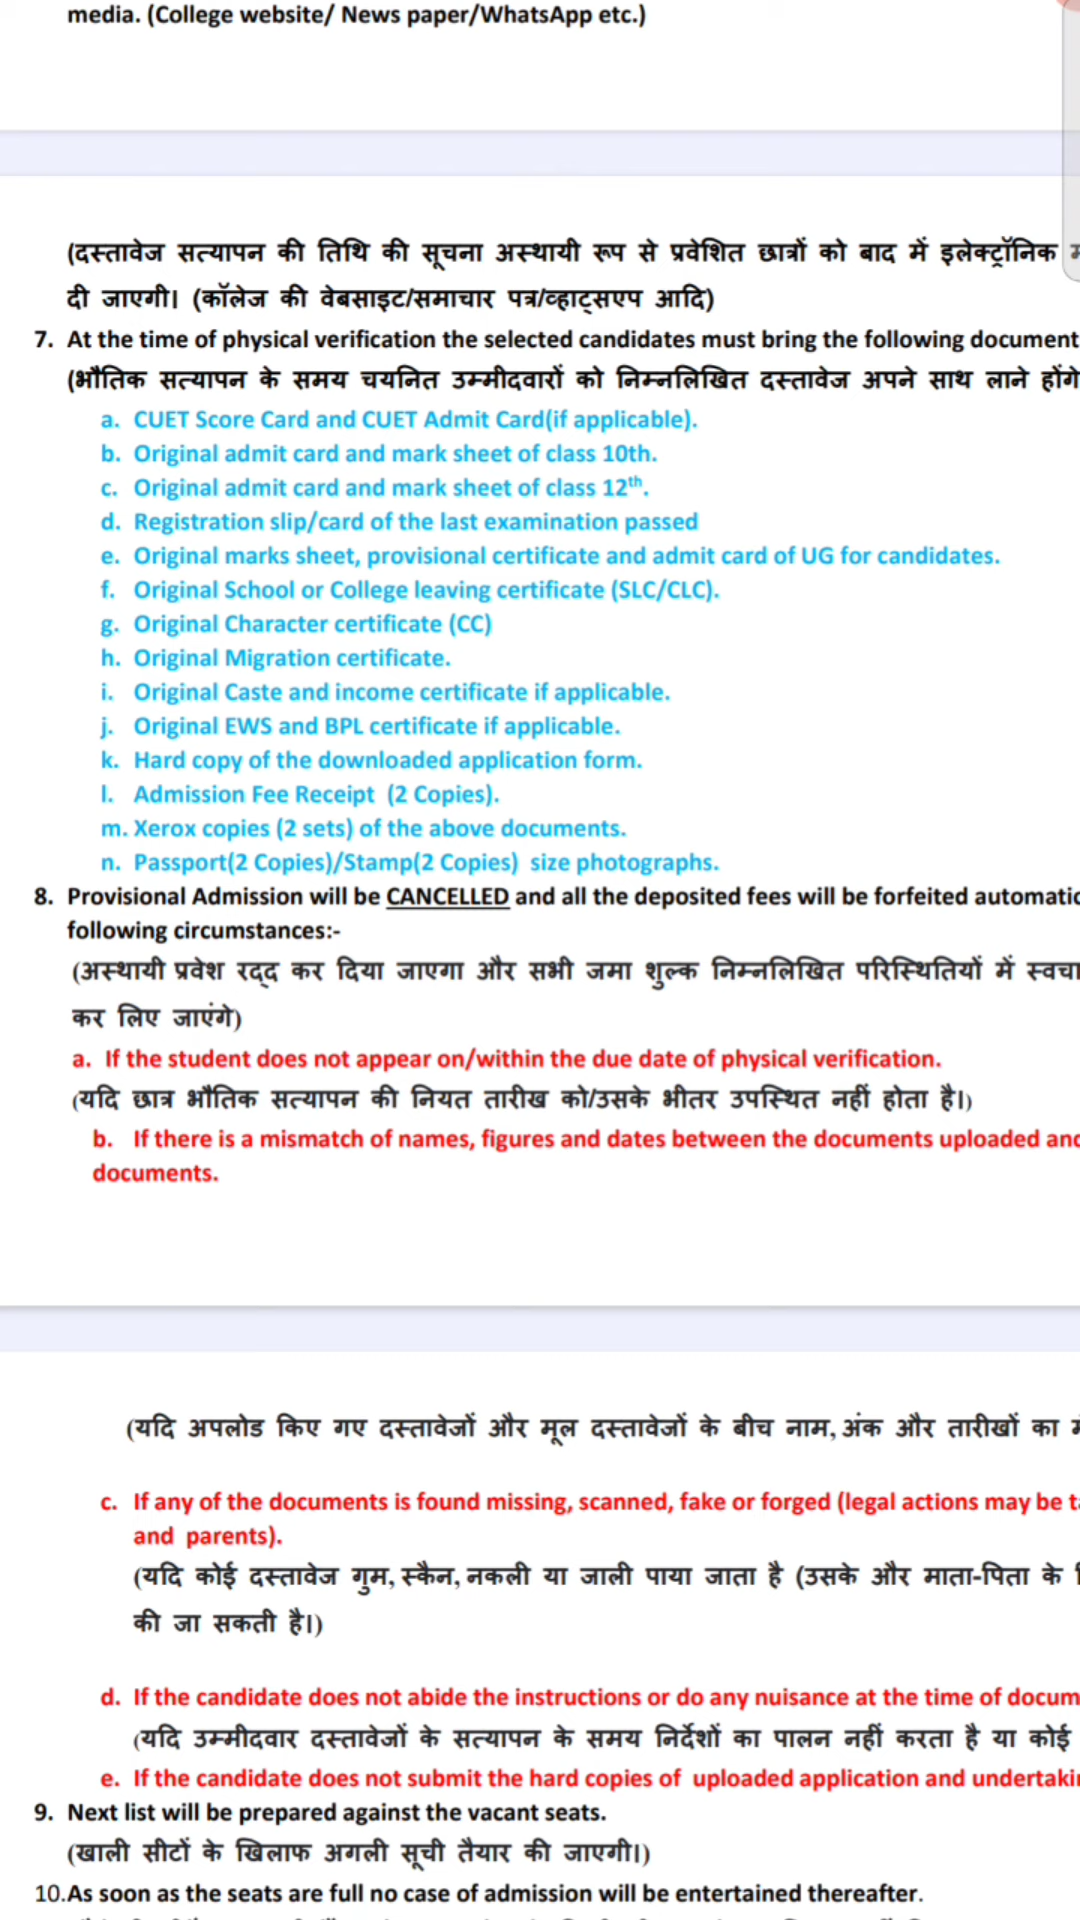 media. (College website/ News paper/WhatsApp etc.)
(दस्तावेज सत्यापन की तिथि की सूचना अस्थायी रूप से प्रवेशित छात्रों को बाद में इलेक्ट्रॉनिक
दी जाएगी। (कॉलेज की वेबसाइट/समाचार पत्र/व्हाट्सएप आदि)
7. At the time of physical verification the selected candidates must bring the following document
(भौतिक सत्यापन के समय चयनित उम्मीदवारों को निम्नलिखित दस्तावेज अपने साथ लाने होंगे
a. CUET Score Card and CUET Admit Card(if applicable).
b. Original admit card and mark sheet of class 10th.
c. Original admit card and mark sheet of class 12th.
d. Registration slip/card of the last examination passed
e. Original marks sheet, provisional certificate and admit card of UG for candidates.
f. Original School or College leaving certificate (SLC/CLC).
g. Original Character certificate (CC)
h. Original Migration certificate.
i. Original Caste and income certificate if applicable.
j. Original EWS and BPL certificate if applicable.
k. Hard copy of the downloaded application form.
l. Admission Fee Receipt (2 Copies).
m. Xerox copies (2 sets) of the above documents.
n. Passport(2 Copies)/Stamp(2 Copies) size photographs.
8. Provisional Admission will be CANCELLED and all the deposited fees will be forfeited
following circumstances:-
(अस्थायी प्रवेश रद्द कर दिया जाएगा और सभी जमा शुल्क निम्नलिखित परिस्थितियों में
कर लिए जाएंगे)
a. If the student does not appear on/within the due date of physical verification.
(यदि छात्र भौतिक सत्यापन की नियत तारीख को/उसके भीतर उपस्थित नहीं होता है।)
b. If there is a mismatch of names, figures and dates between the documents uploaded
documents.
(यदि अपलोड किए गए दस्तावेजों और मूल दस्तावेजों के बीच नाम, अंक और तारीखों का
c. If any of the documents is found missing, scanned, fake or forged (legal actions may be
and parents).
(यदि कोई दस्तावेज गुम, स्कैन, नकली या जाली पाया जाता है (उसके और माता-पिता के
की जा सकती है।)
d. If the candidate does not abide the instructions or do any nuisance at the time of
(यदि उम्मीदवार दस्तावेजों के सत्यापन के समय निर्देशों का पालन नहीं करता है या कोई
e. If the candidate does not submit the hard copies of uploaded application and
9. Next list will be prepared against the vacant seats.
(खाली सीटों के खिलाफ अगली सूची तैयार की जाएगी।)
10.As soon as the seats are full no case of admission will be entertained thereafter.